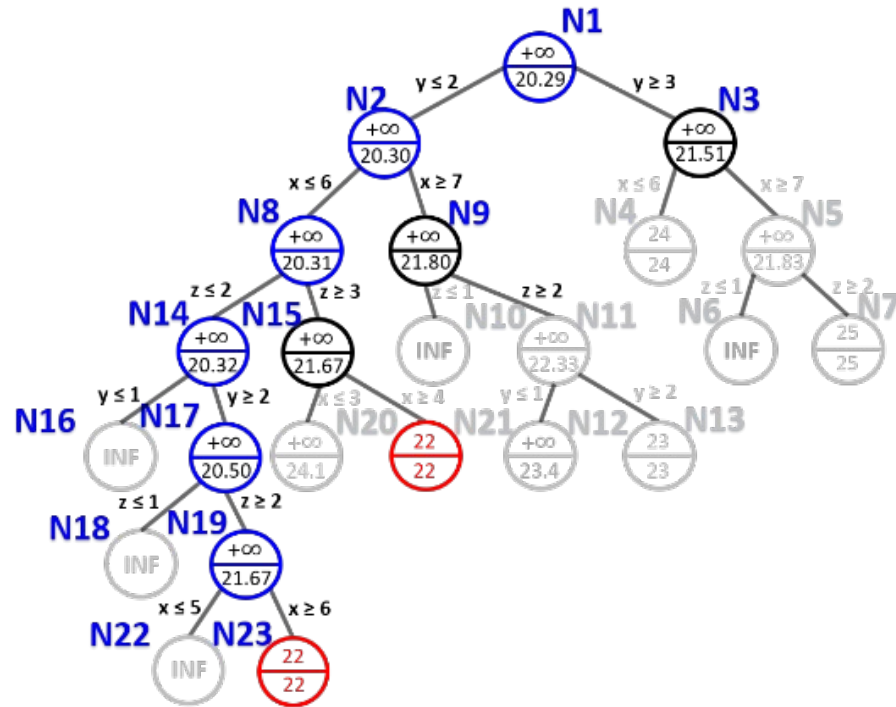 N1
+∞
20.29
y ≤ 2
y ≥ 3
N2
+∞
20.30
N3
+∞
21.51
x ≤ 6
x ≥ 7
x ≤ 6
x ≥ 7
N8
+∞
20.31
N9
+∞
21.80
N4
24
24
N5
+∞
21.83
z ≤ 2
z ≥ 3
z ≤ 1
z ≥ 2
z ≤ 1
z ≥ 2
N14
+∞
20.32
N15
+∞
21.67
N10
INF
N11
+∞
22.33
N6
INF
N7
25
25
y ≤ 1
y ≥ 2
x ≤ 3
x ≥ 4
y ≤ 1
y ≥ 2
N16
INF
N17
+∞
20.50
N20
+∞
24.1
N21
22
22
N12
+∞
23.4
N13
23
23
z ≤ 1
z ≥ 2
N18
INF
N19
+∞
21.67
x ≤ 5
x ≥ 6
N22
INF
N23
22
22